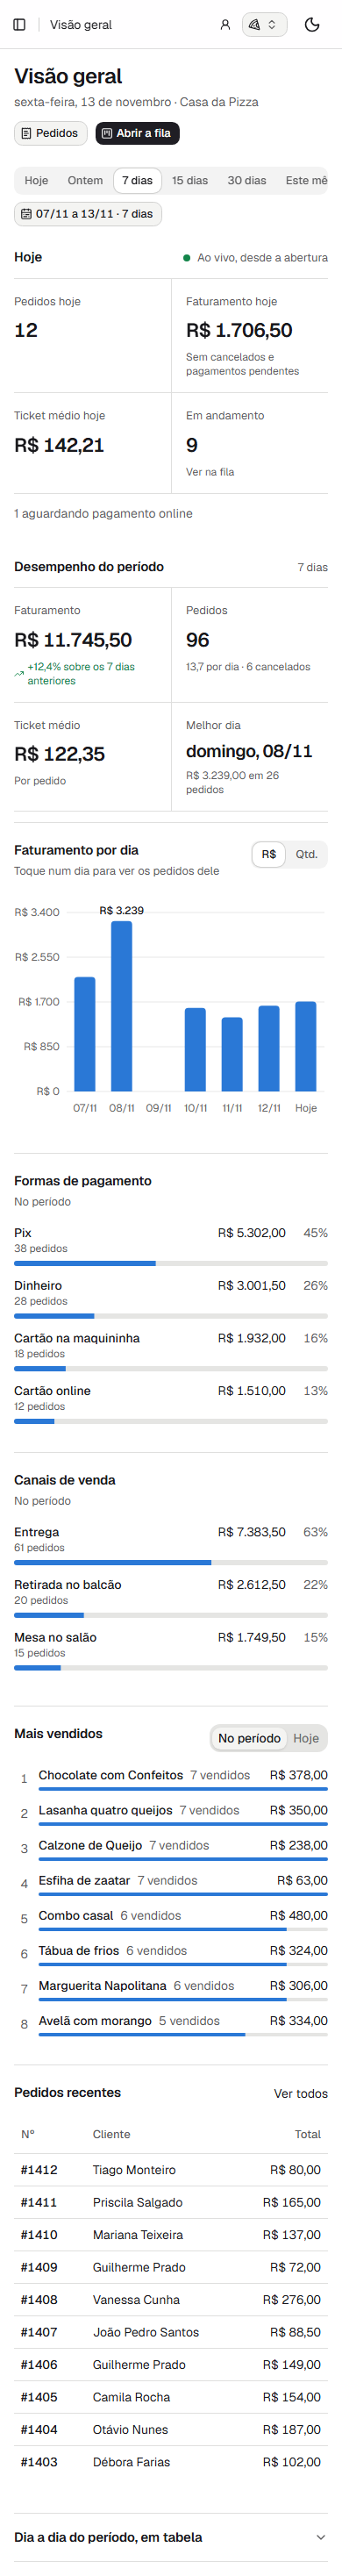 Visão geral
Visão geral
sexta-feira, 13 de novembro · Casa da Pizza
Pedidos
Abrir a fila
Hoje Ontem 7 dias 15 dias 30 dias Este mê
07/11 a 13/11 · 7 dias
Hoje
Ao vivo, desde a abertura
Pedidos hoje
12
Faturamento hoje
R$ 1.706,50
Sem cancelados e
pagamentos pendentes
Ticket médio hoje
R$ 142,21
Em andamento
9
Ver na fila
1 aguardando pagamento online
Desempenho do período
7 dias
Faturamento
R$ 11.745,50
+12,4% sobre os 7 dias
anteriores
Pedidos
96
13,7 por dia · 6 cancelados
Ticket médio
R$ 122,35
Por pedido
Melhor dia
domingo, 08/11
R$ 3.239,00 em 26
pedidos
Faturamento por dia
Toque num dia para ver os pedidos dele
R$ Qtd.
R$ 3.400
R$ 3.239
R$ 2.550
R$ 1.700
R$ 850
R$ 0
07/11 08/11 09/11 10/11 11/11 12/11 Hoje
Formas de pagamento
No período
Pix R$ 5.302,00 45%
38 pedidos
Dinheiro R$ 3.001,50 26%
28 pedidos
Cartão na maquininha R$ 1.932,00 16%
18 pedidos
Cartão online R$ 1.510,00 13%
12 pedidos
Canais de venda
No período
Entrega R$ 7.383,50 63%
61 pedidos
Retirada no balcão R$ 2.612,50 22%
20 pedidos
Mesa no salão R$ 1.749,50 15%
15 pedidos
Mais vendidos
No período Hoje
1 Chocolate com Confeitos 7 vendidos R$ 378,00
2 Lasanha quatro queijos 7 vendidos R$ 350,00
3 Calzone de Queijo 7 vendidos R$ 238,00
4 Esfiha de zaatar 7 vendidos R$ 63,00
5 Combo casal 6 vendidos R$ 480,00
6 Tábua de frios 6 vendidos R$ 324,00
7 Marguerita Napolitana 6 vendidos R$ 306,00
8 Avelã com morango 5 vendidos R$ 334,00
Pedidos recentes
Ver todos
Nº Cliente Total
#1412 Tiago Monteiro R$ 80,00
#1411 Priscila Salgado R$ 165,00
#1410 Mariana Teixeira R$ 137,00
#1409 Guilherme Prado R$ 72,00
#1408 Vanessa Cunha R$ 276,00
#1407 João Pedro Santos R$ 88,50
#1406 Guilherme Prado R$ 149,00
#1405 Camila Rocha R$ 154,00
#1404 Otávio Nunes R$ 187,00
#1403 Débora Farias R$ 102,00
Dia a dia do período, em tabela